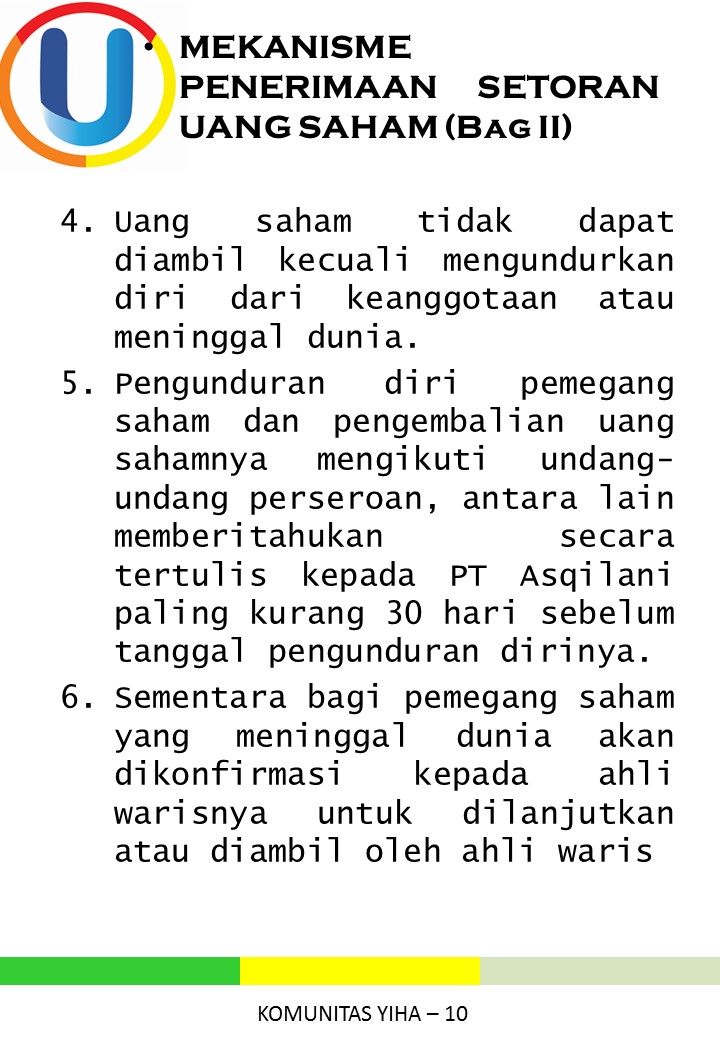 U
• MEKANISME
PENERIMAAN SETORAN
UANG SAHAM (BAG II)
4. Uang saham tidak dapat
diambil kecuali mengundurkan
diri dari keanggotaan atau
meninggal dunia.
5. Pengunduran diri pemegang
saham dan pengembalian uang
sahamnya mengikuti undang-
undang perseroan, antara lain
memberitahukan secara
tertulis kepada PT Asqilani
paling kurang 30 hari sebelum
tanggal pengunduran dirinya.
6. Sementara bagi pemegang saham
yang meninggal dunia akan
dikonfirmasi kepada ahli
warisnya untuk dilanjutkan
atau diambil oleh ahli waris
KOMUNITAS YIHA – 10